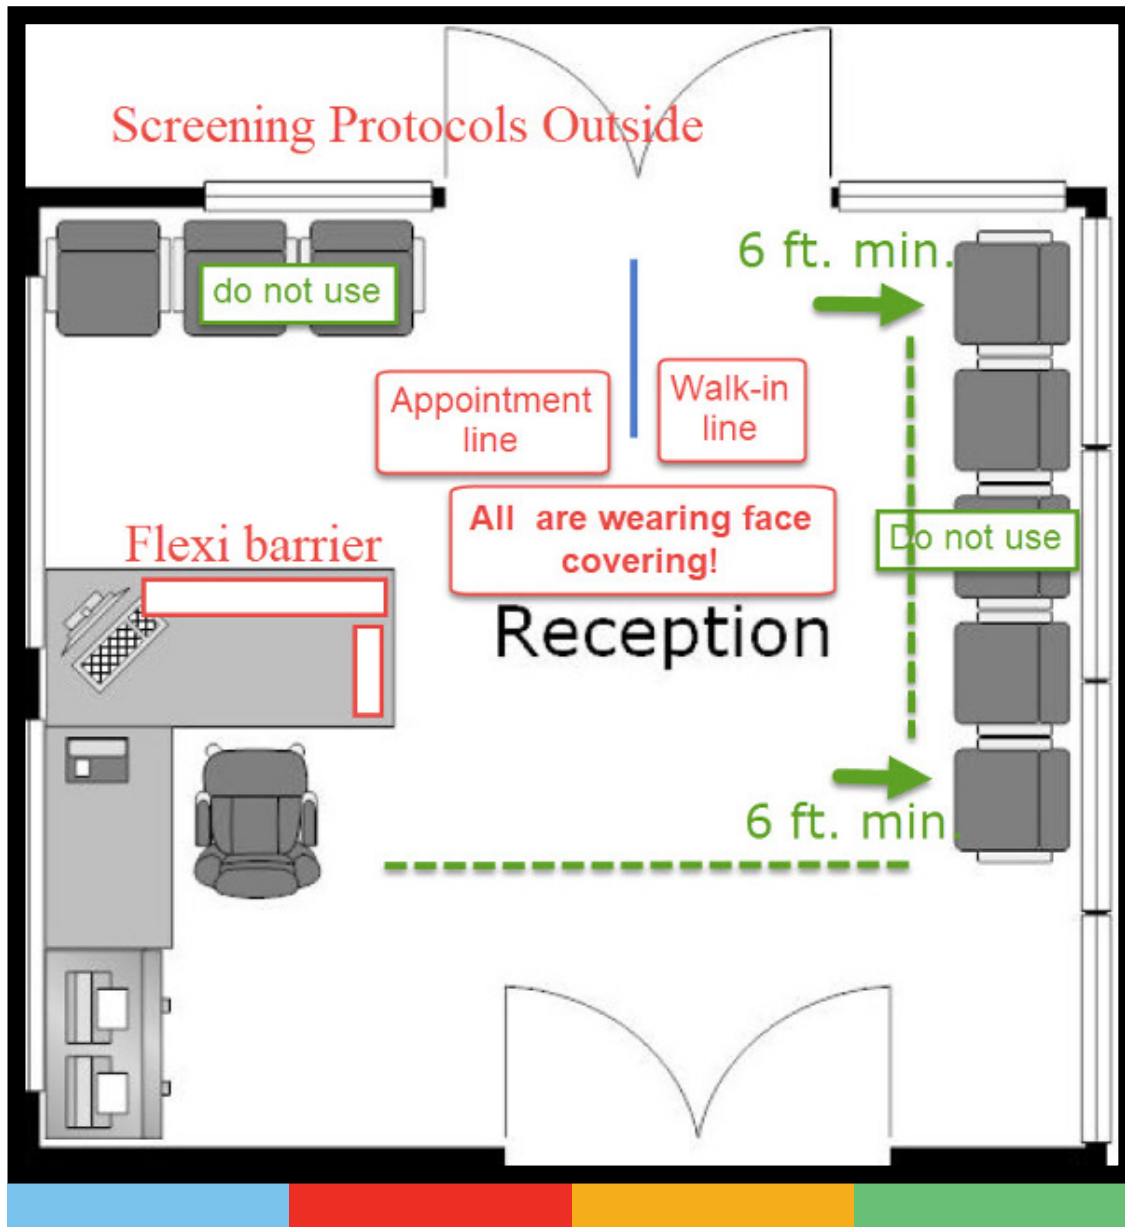 Screening Protocols Outside
6 ft. min.
do not use
Appointment
line
Walk-in
line
All are wearing face
covering!
Do not use
Flexi barrier
Reception
6 ft. min.